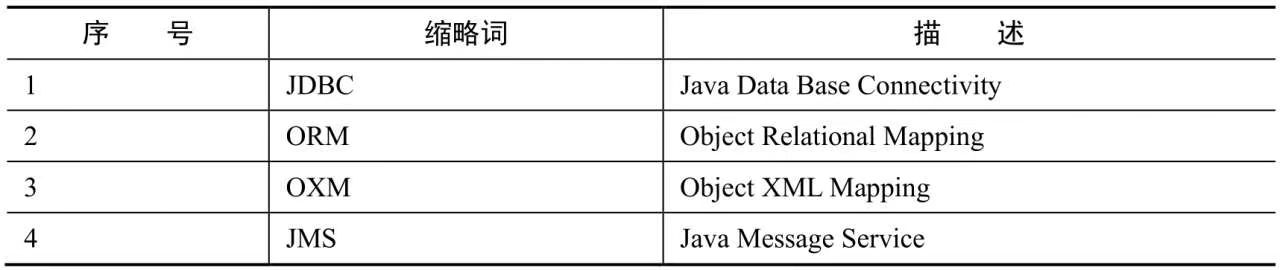 序 号 缩略词 描 述
1 JDBC Java Data Base Connectivity
2 ORM Object Relational Mapping
3 OXM Object XML Mapping
4 JMS Java Message Service